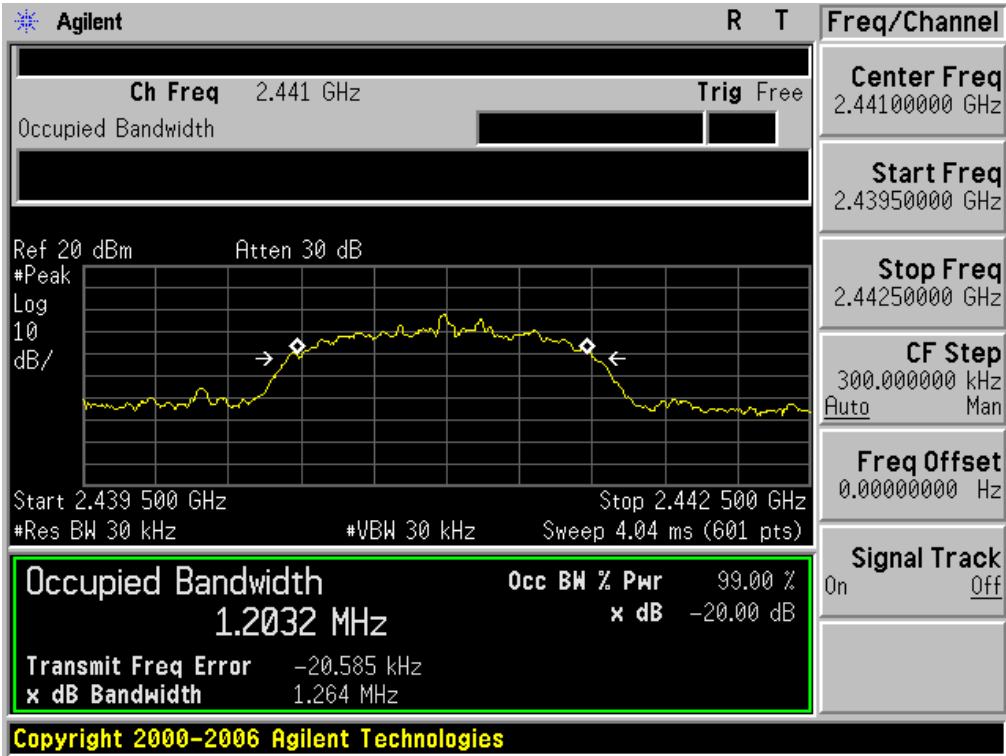 Agilent R T Freq/Channel
Ch Freq 2.441 GHz Trig Free
Occupied Bandwidth
Center Freq
2.44100000 GHz
Start Freq
2.43950000 GHz
Stop Freq
2.44250000 GHz
CF Step
300.000000 kHz
Auto Man
Freq Offset
0.00000000 Hz
Signal Track
On Off
Ref 20 dBm Atten 30 dB
#Peak
Log
10
dB/
Start 2.439 500 GHz Stop 2.442 500 GHz
#Res BW 30 kHz #VBW 30 kHz Sweep 4.04 ms (601 pts)
Occupied Bandwidth Occ BW % Pwr 99.00 %
1.2032 MHz x dB -20.00 dB
Transmit Freq Error -20.585 kHz
x dB Bandwidth 1.264 MHz
Copyright 2000-2006 Agilent Technologies